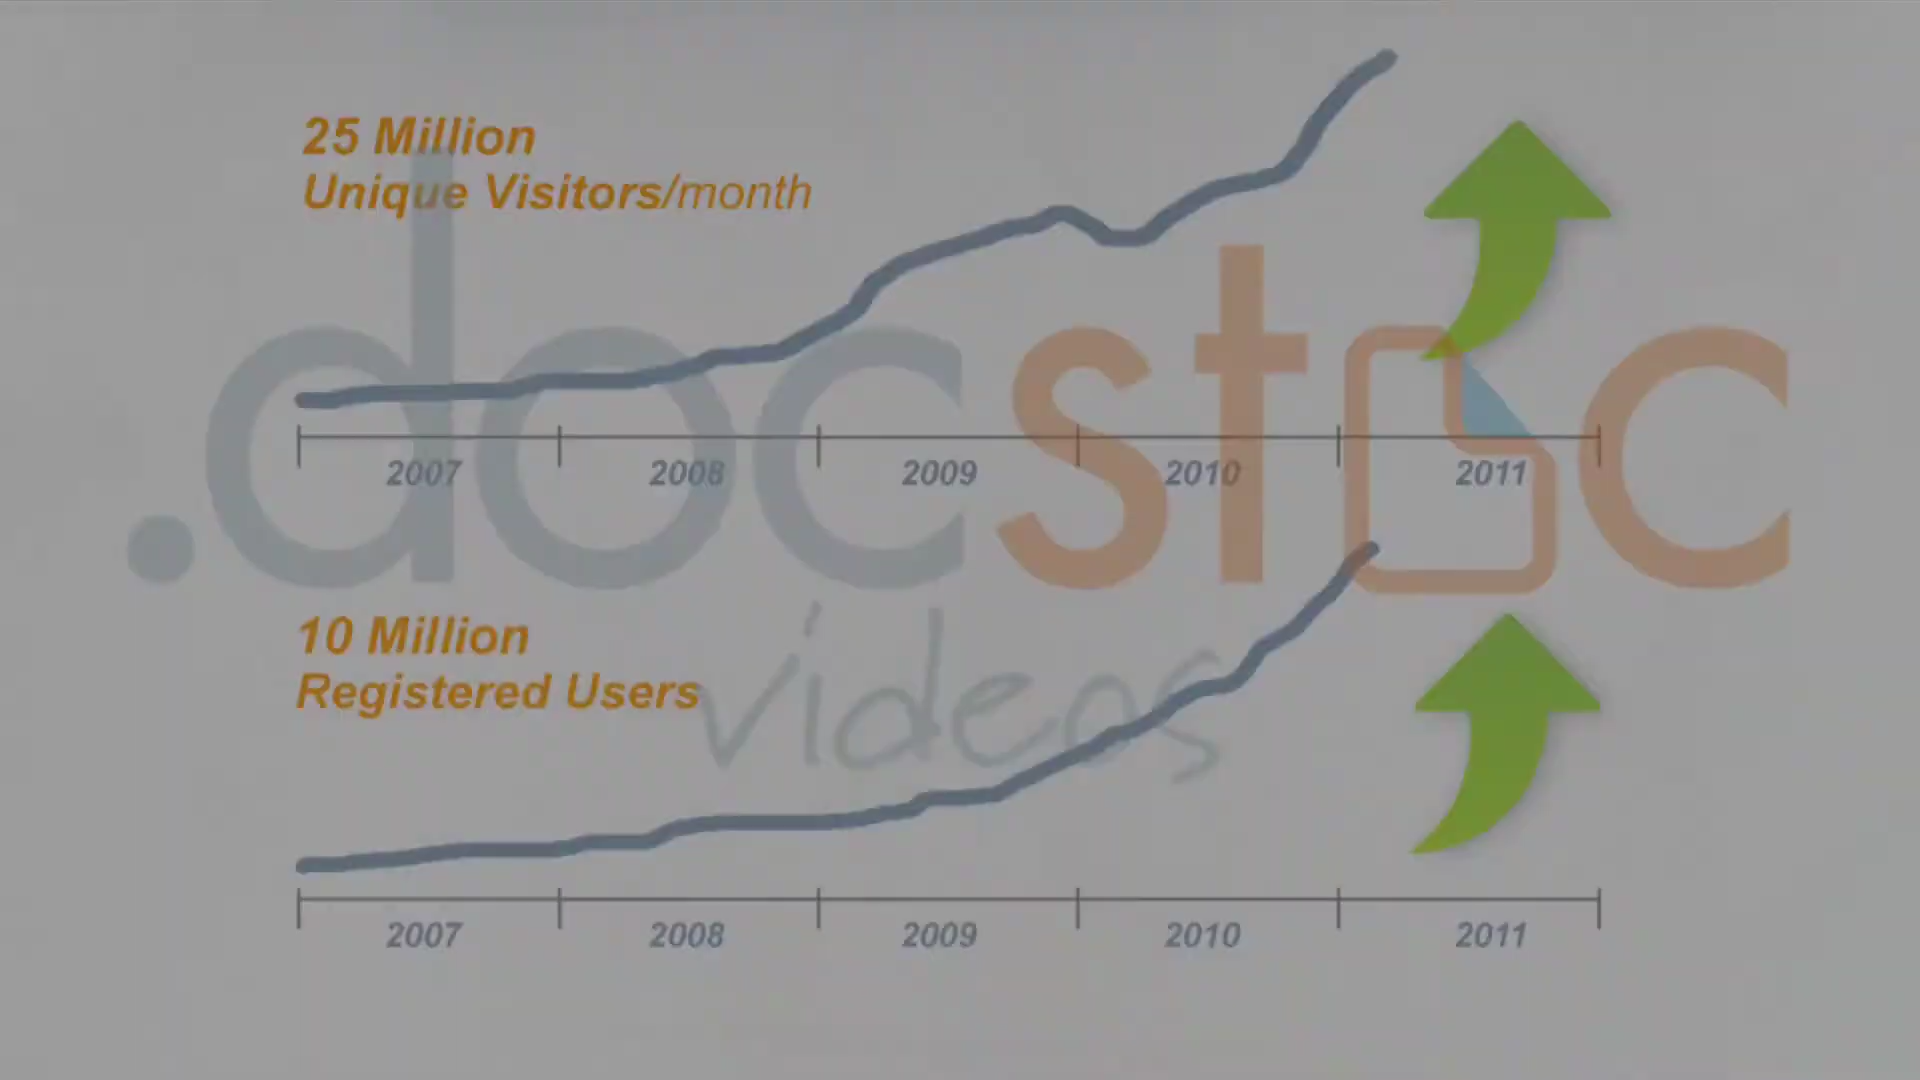 25 Million
Unique Visitors/month
2007 2008 2009 2010 2011
.docstoc
videos
10 Million
Registered Users
2007 2008 2009 2010 2011